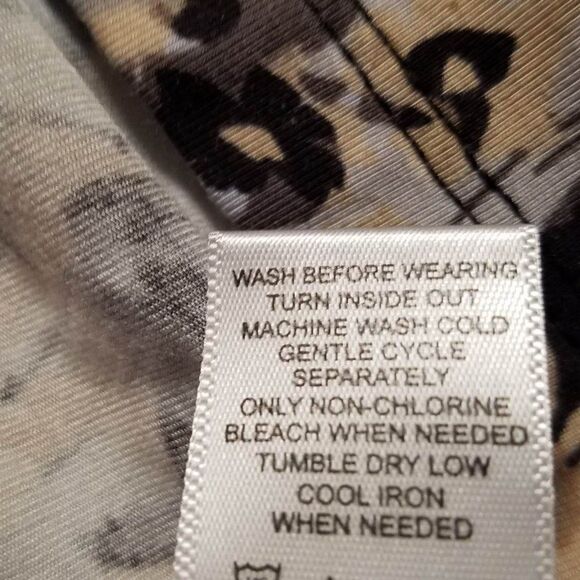 WASH BEFORE WEARING
TURN INSIDE OUT
MACHINE WASH COLD
GENTLE CYCLE
SEPARATELY
ONLY NON-CHLORINE
BLEACH WHEN NEEDED
TUMBLE DRY LOW
COOL IRON
WHEN NEEDED